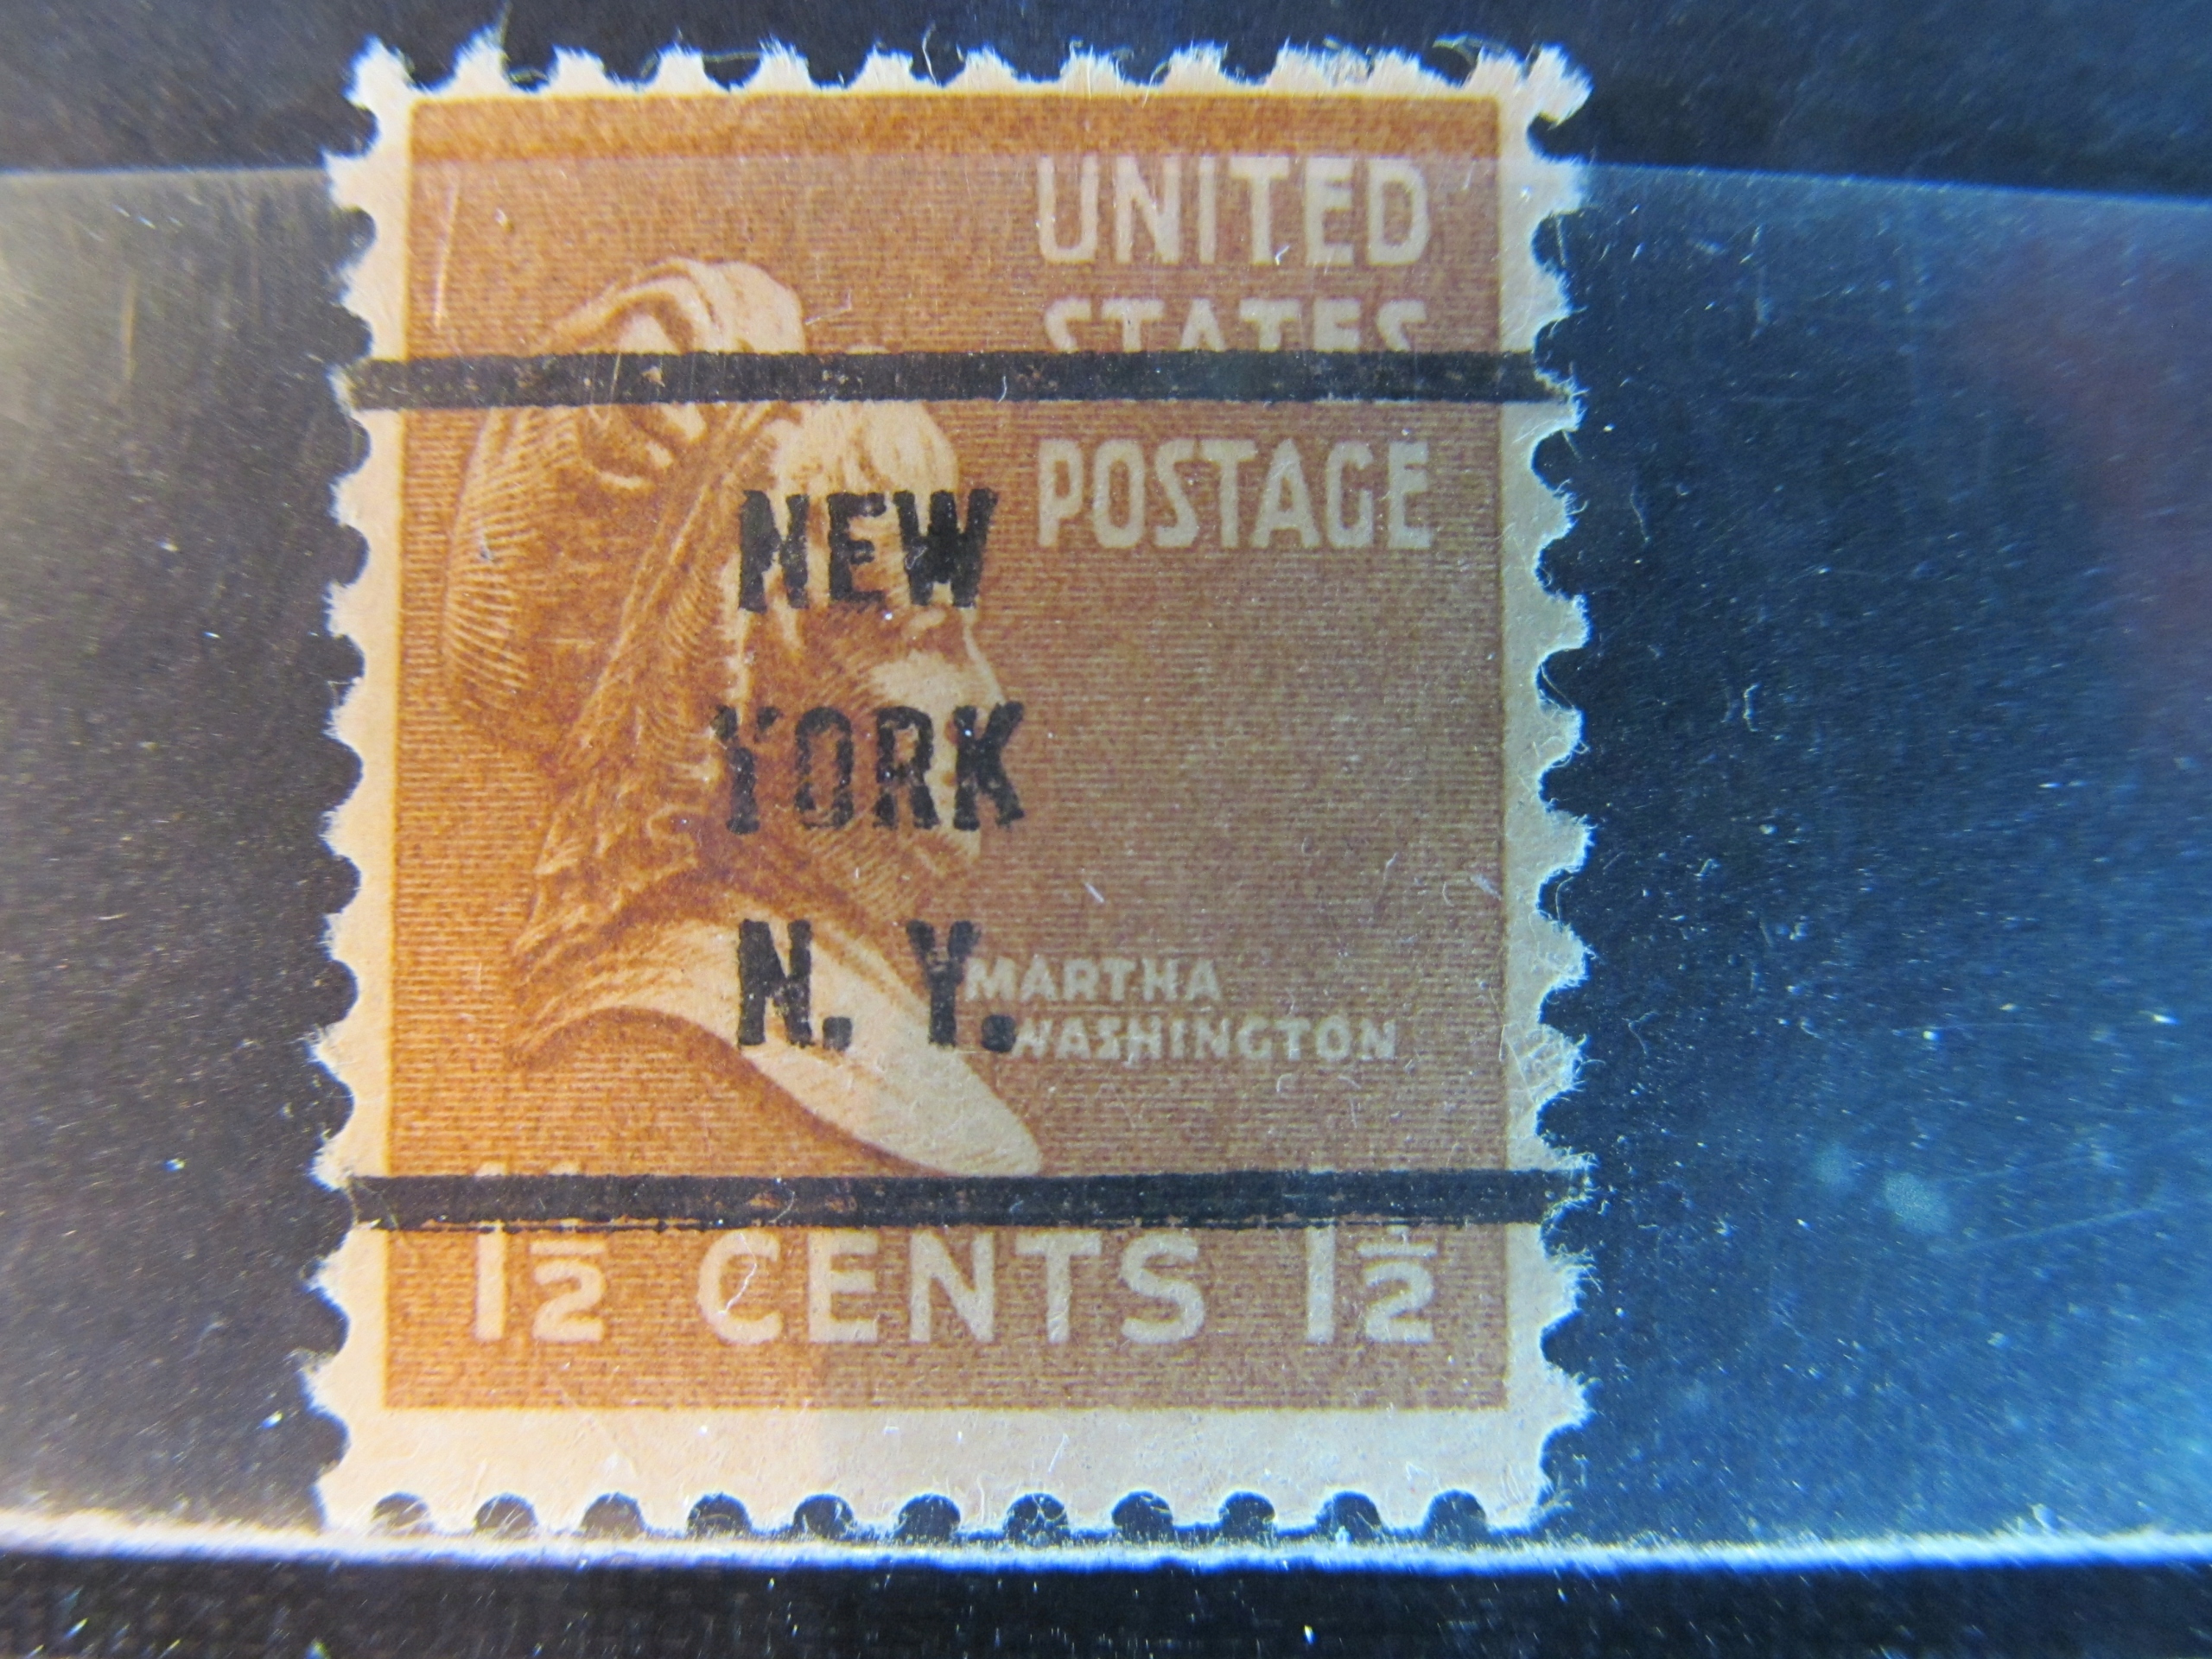 UNITED
STATES
POSTAGE
NEW
YORK
N. Y.
MARTHA
WASHINGTON
1½ CENTS 1½